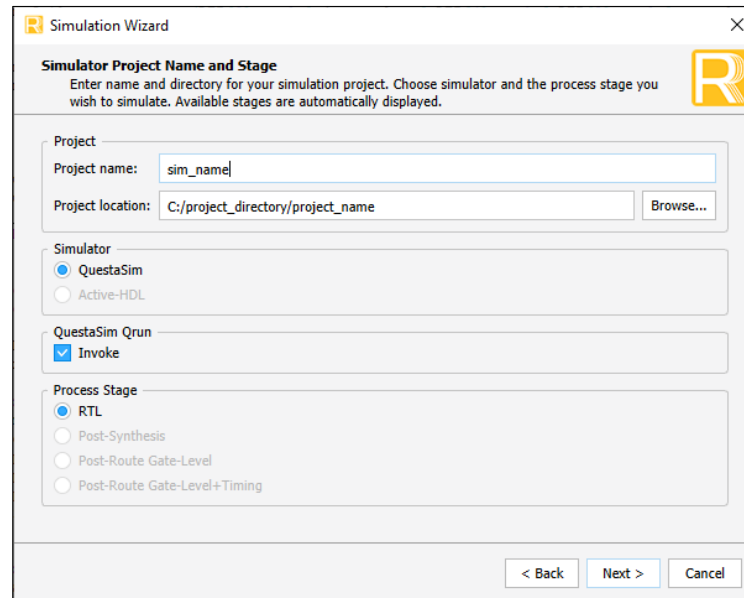 Simulation Wizard
Simulator Project Name and Stage
Enter name and directory for your simulation project. Choose simulator and the process stage you
wish to simulate. Available stages are automatically displayed.
Project
Project name: sim_name
Project location: C:/project_directory/project_name Browse...
Simulator
QuestaSim
Active-HDL
QuestaSim Qrun
Invoke
Process Stage
RTL
Post-Synthesis
Post-Route Gate-Level
Post-Route Gate-Level+Timing
< Back Next > Cancel